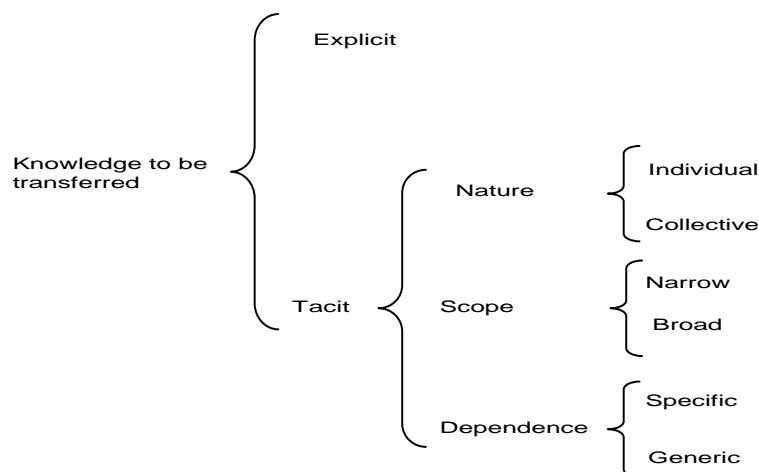 Explicit
Knowledge to be
transferred
Tacit
Nature
Individual
Collective
Scope
Narrow
Broad
Dependence
Specific
Generic